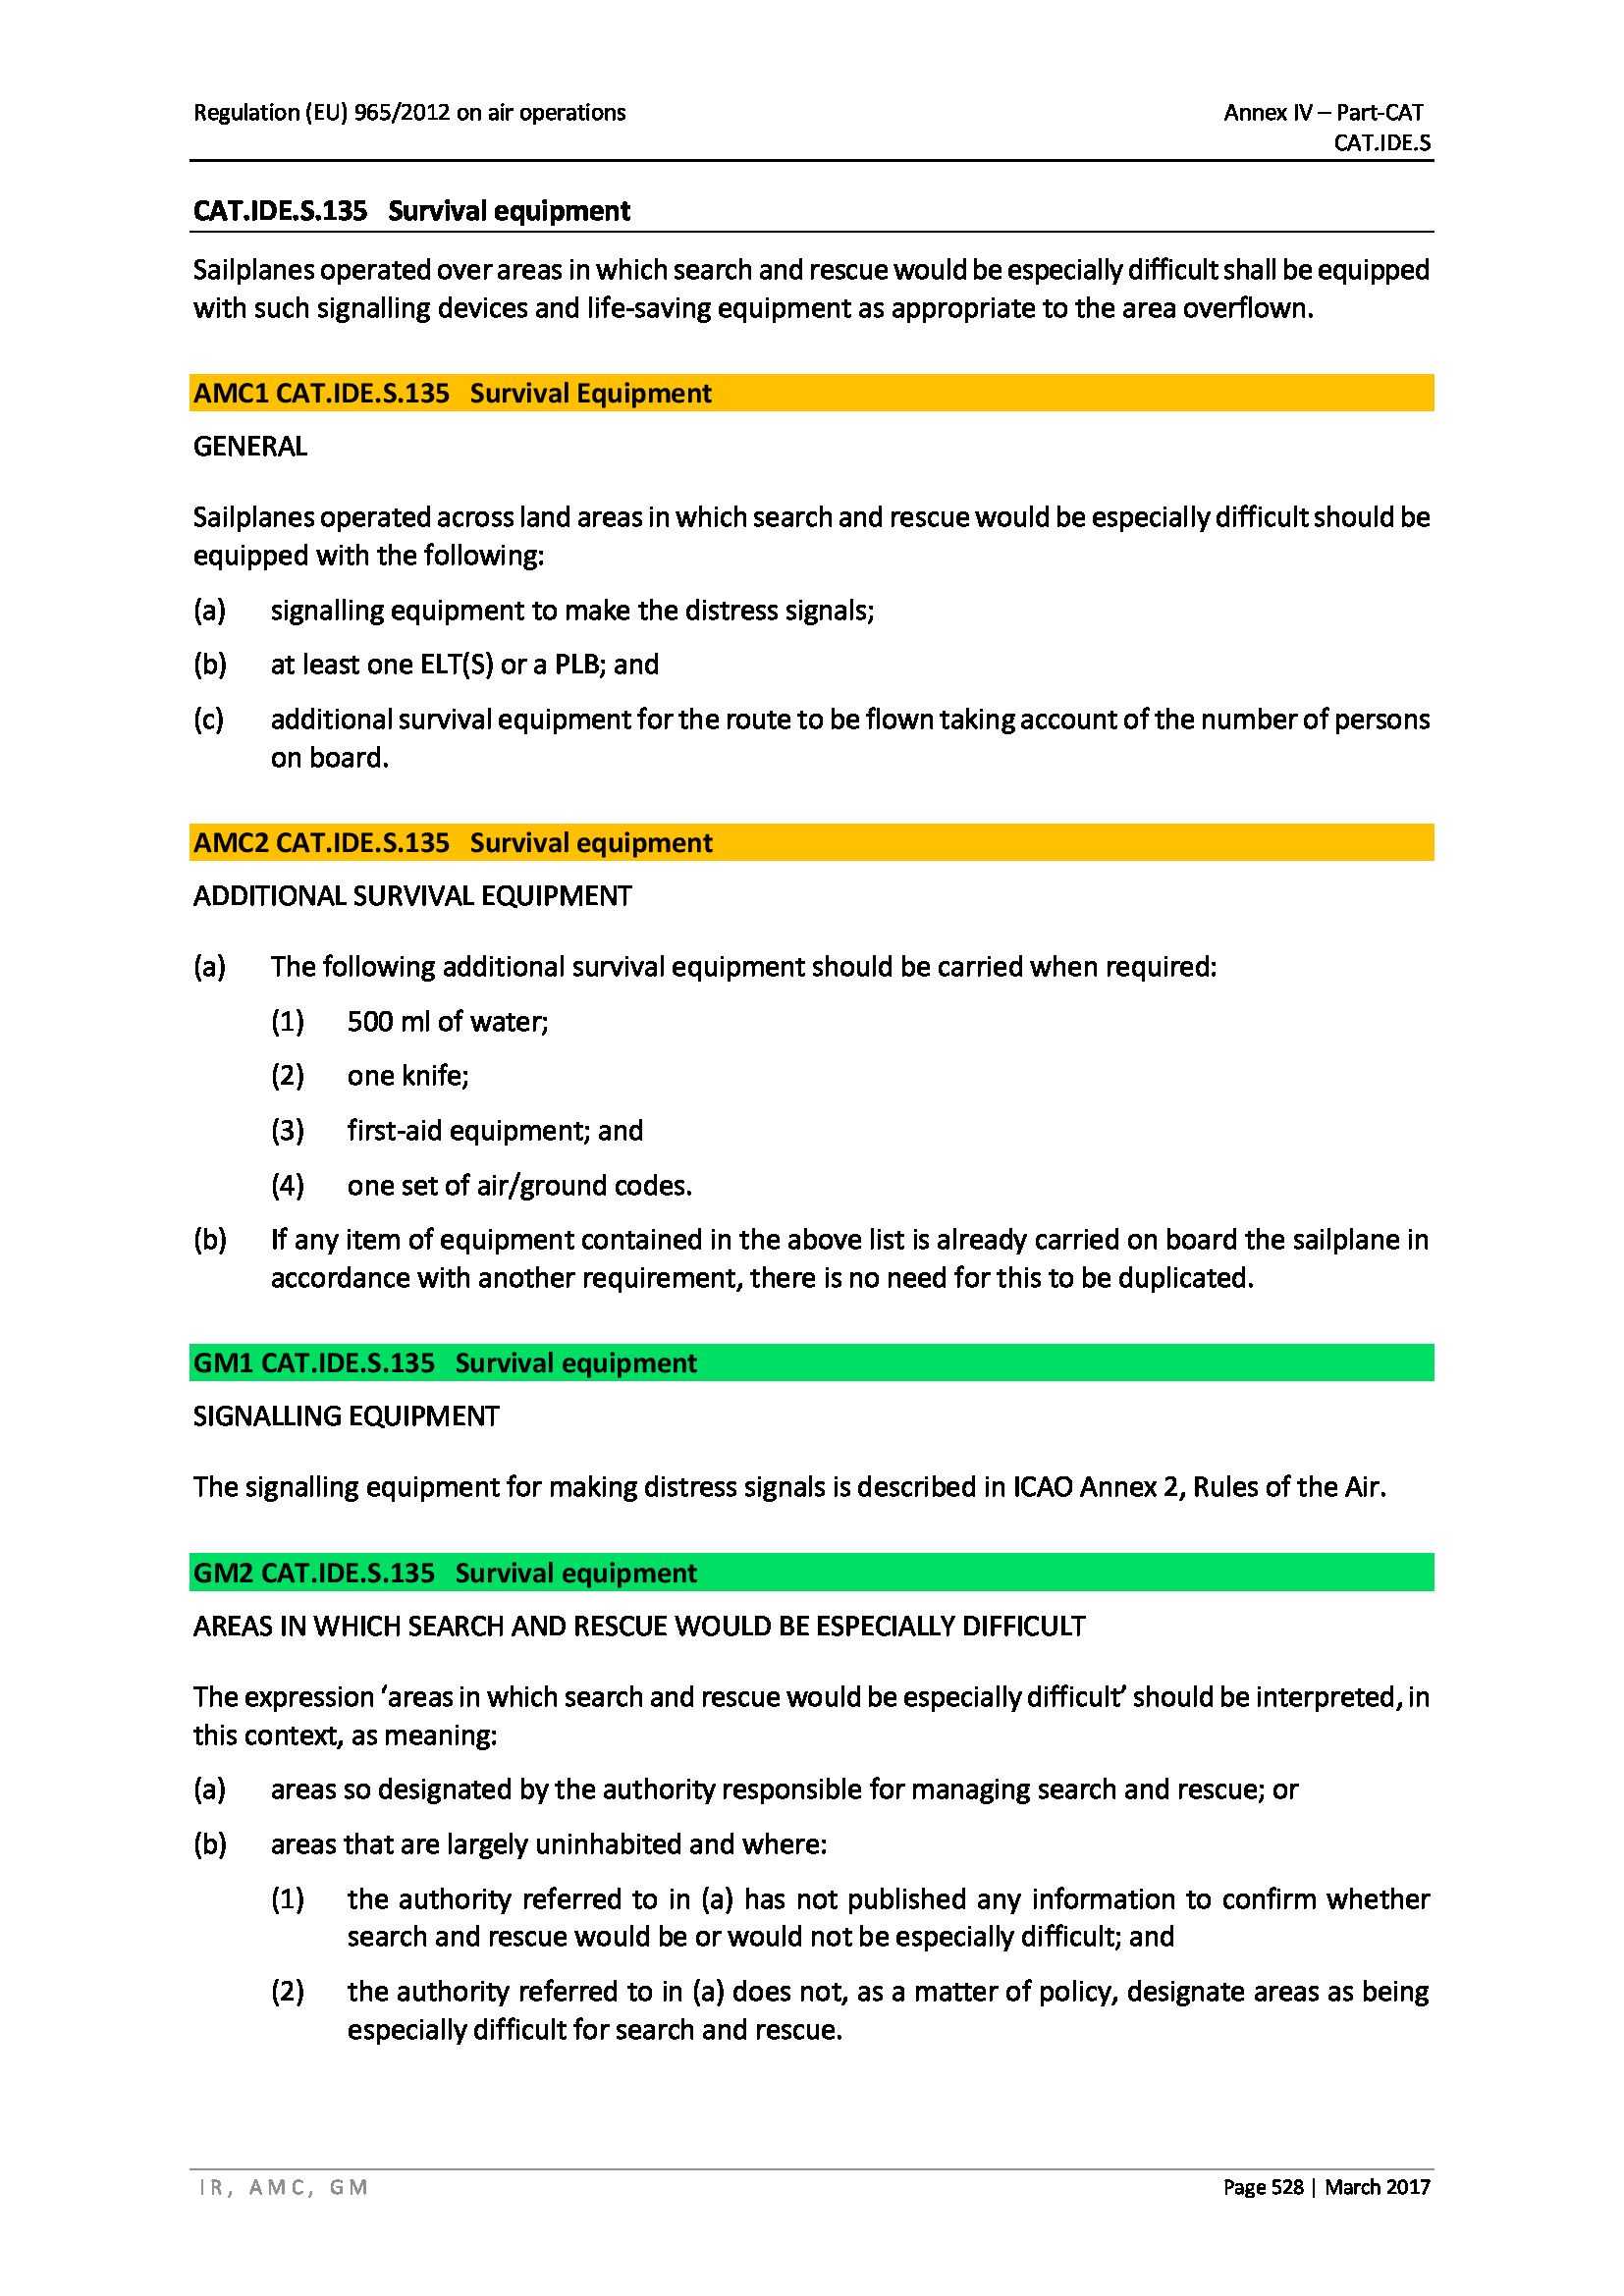 Regulation (EU) 965/2012 on air operations
Annex IV – Part-CAT
CAT.IDE.S
CAT.IDE.S.135 Survival equipment
Sailplanes operated over areas in which search and rescue would be especially difficult shall be equipped
with such signalling devices and life-saving equipment as appropriate to the area overflown.
AMC1 CAT.IDE.S.135 Survival Equipment
GENERAL
Sailplanes operated across land areas in which search and rescue would be especially difficult should be
equipped with the following:
(a) signalling equipment to make the distress signals;
(b) at least one ELT(S) or a PLB; and
(c) additional survival equipment for the route to be flown taking account of the number of persons
on board.
AMC2 CAT.IDE.S.135 Survival equipment
ADDITIONAL SURVIVAL EQUIPMENT
(a) The following additional survival equipment should be carried when required:
(1) 500 ml of water;
(2) one knife;
(3) first-aid equipment; and
(4) one set of air/ground codes.
(b) If any item of equipment contained in the above list is already carried on board the sailplane in
accordance with another requirement, there is no need for this to be duplicated.
GM1 CAT.IDE.S.135 Survival equipment
SIGNALLING EQUIPMENT
The signalling equipment for making distress signals is described in ICAO Annex 2, Rules of the Air.
GM2 CAT.IDE.S.135 Survival equipment
AREAS IN WHICH SEARCH AND RESCUE WOULD BE ESPECIALLY DIFFICULT
The expression ‘areas in which search and rescue would be especially difficult’ should be interpreted, in
this context, as meaning:
(a) areas so designated by the authority responsible for managing search and rescue; or
(b) areas that are largely uninhabited and where:
(1) the authority referred to in (a) has not published any information to confirm whether
search and rescue would be or would not be especially difficult; and
(2) the authority referred to in (a) does not, as a matter of policy, designate areas as being
especially difficult for search and rescue.
IR, AMC, GM
Page 528 | March 2017